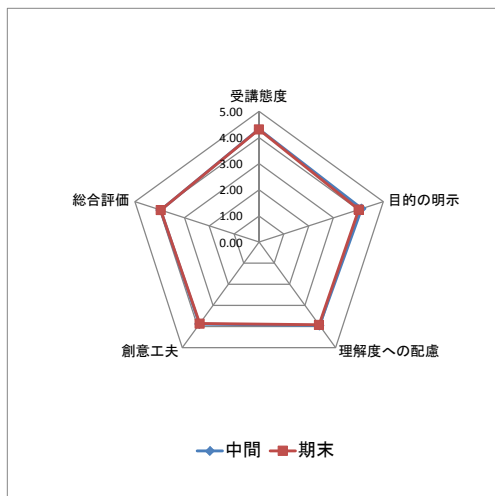 受講態度
5.00
4.00
3.00
2.00
1.00
0.00
目的の明示
理解度への配慮
創意工夫
総合評価
中間
期末